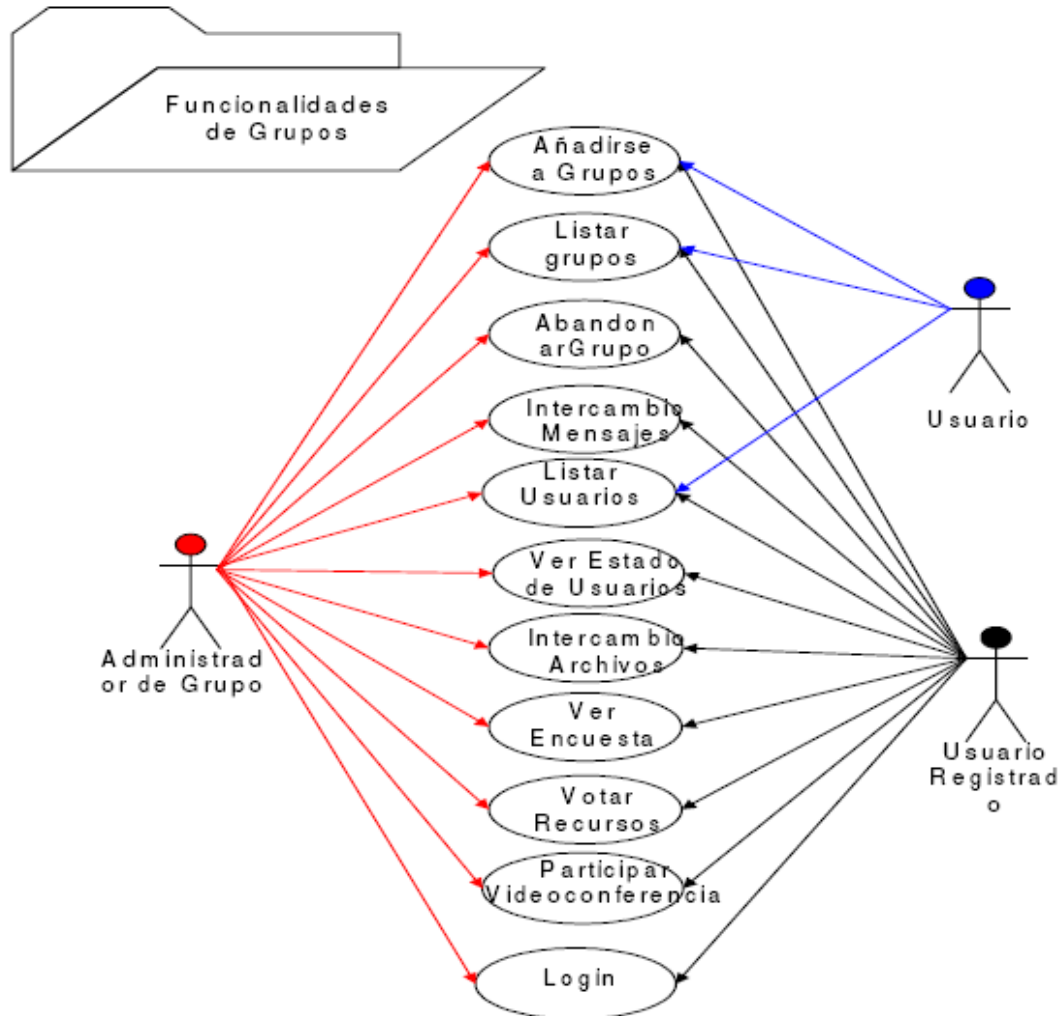 Funcionalidades
de Grupos
Añadirse
a Grupos
Listar
grupos
Abandon
arGrupo
Intercambio
Mensajes
Listar
Usuarios
Ver Estado
de Usuarios
Intercambio
Archivos
Ver
Encuesta
Votar
Recursos
Participar
Videoconferencia
Login
Usuario
Administrad
or de Grupo
Usuario
Registrad
o